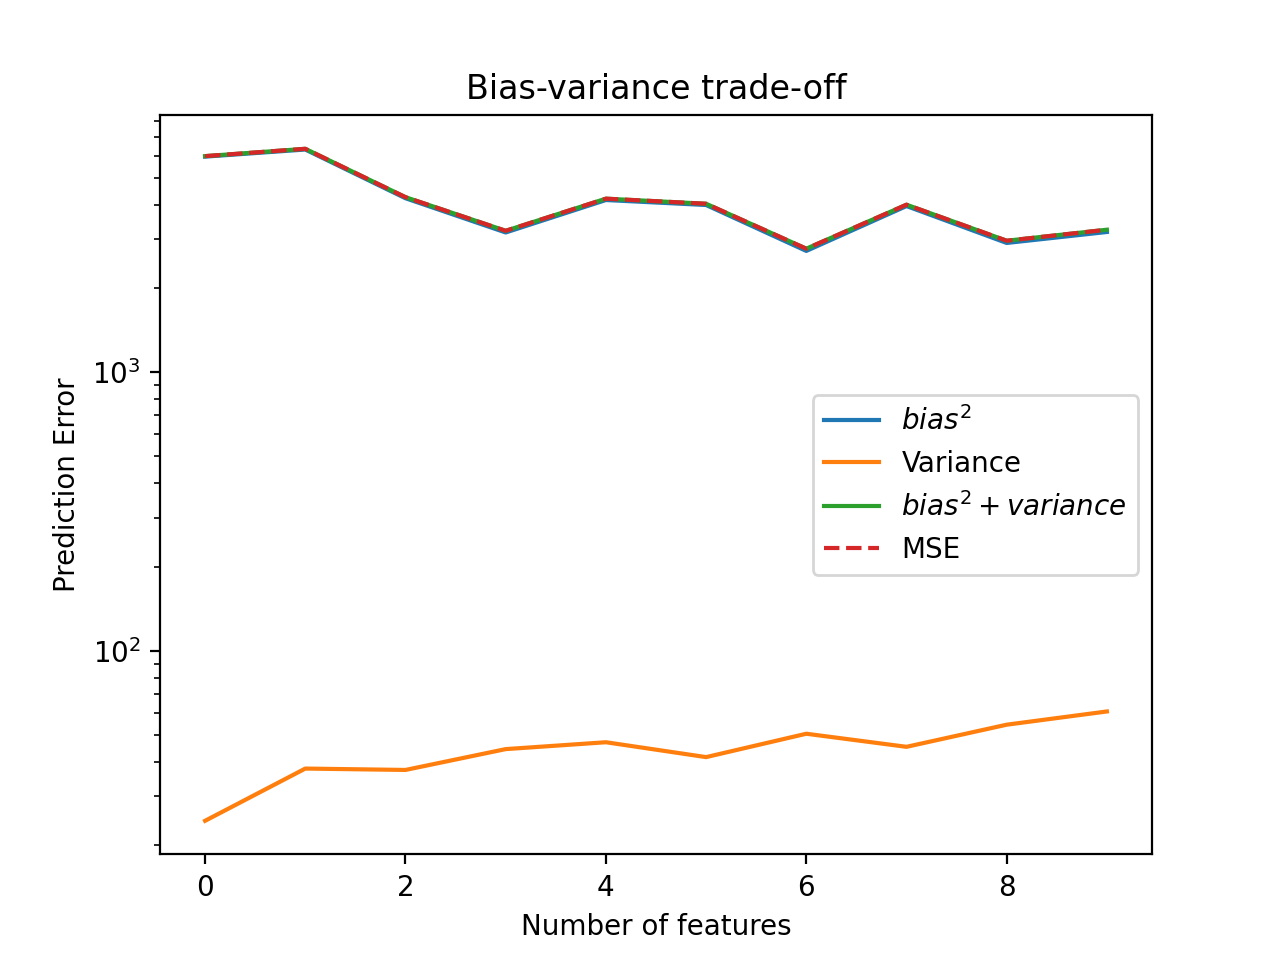 Bias-variance trade-off
Prediction Error
10³
10²
bias²
Variance
bias² + variance
MSE
0 2 4 6 8
Number of features